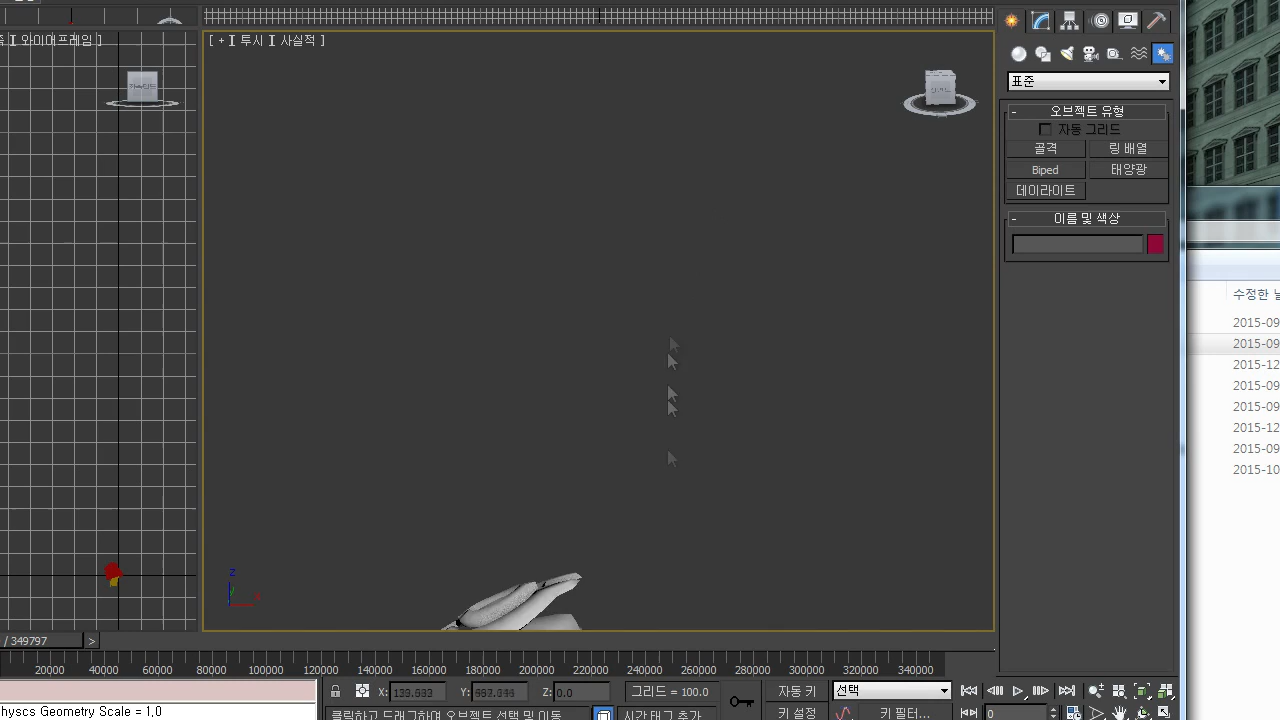 와이어프레임 ]
[ + ] 투시 ] 사실적 ]
표준
- 오브젝트 유형
자동 그리드
골격 링 배열
Biped 태양광
데이라이트
- 이름 및 색상
수정한 날
2015-09
2015-09
2015-12
2015-09
2015-09
2015-12
2015-09
2015-10
z
x
/ 349797 >
20000 40000 60000 80000 100000 120000 140000 160000 180000 200000 220000 240000 260000 280000 300000 320000 340000
X: Y: Z: 0.0 그리드 = 100.0 자동 키 선택
hyscs Geometry Scale = 1,0 클릭하고 드래그하여 오브젝트 선택 및 이동 시간 태그 추가 키 설정 키 필터... 0